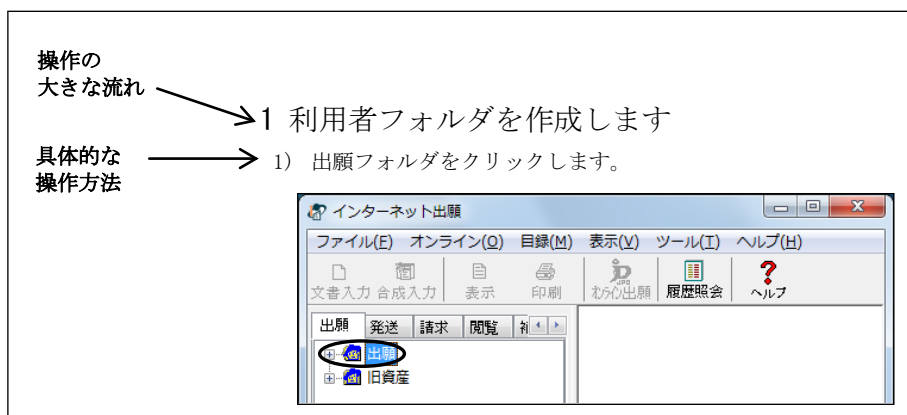 操作の
大きな流れ
1 利用者フォルダを作成します
具体的な
操作方法
1) 出願フォルダをクリックします。
インターネット出願
ファイル(F) オンライン(O) 目録(M) 表示(V) ツール(T) ヘルプ(H)
文書入力 合成入力 表示 印刷 オンライン出願 履歴照会 ヘルプ
出願 発送 請求 閲覧
出願
旧資産